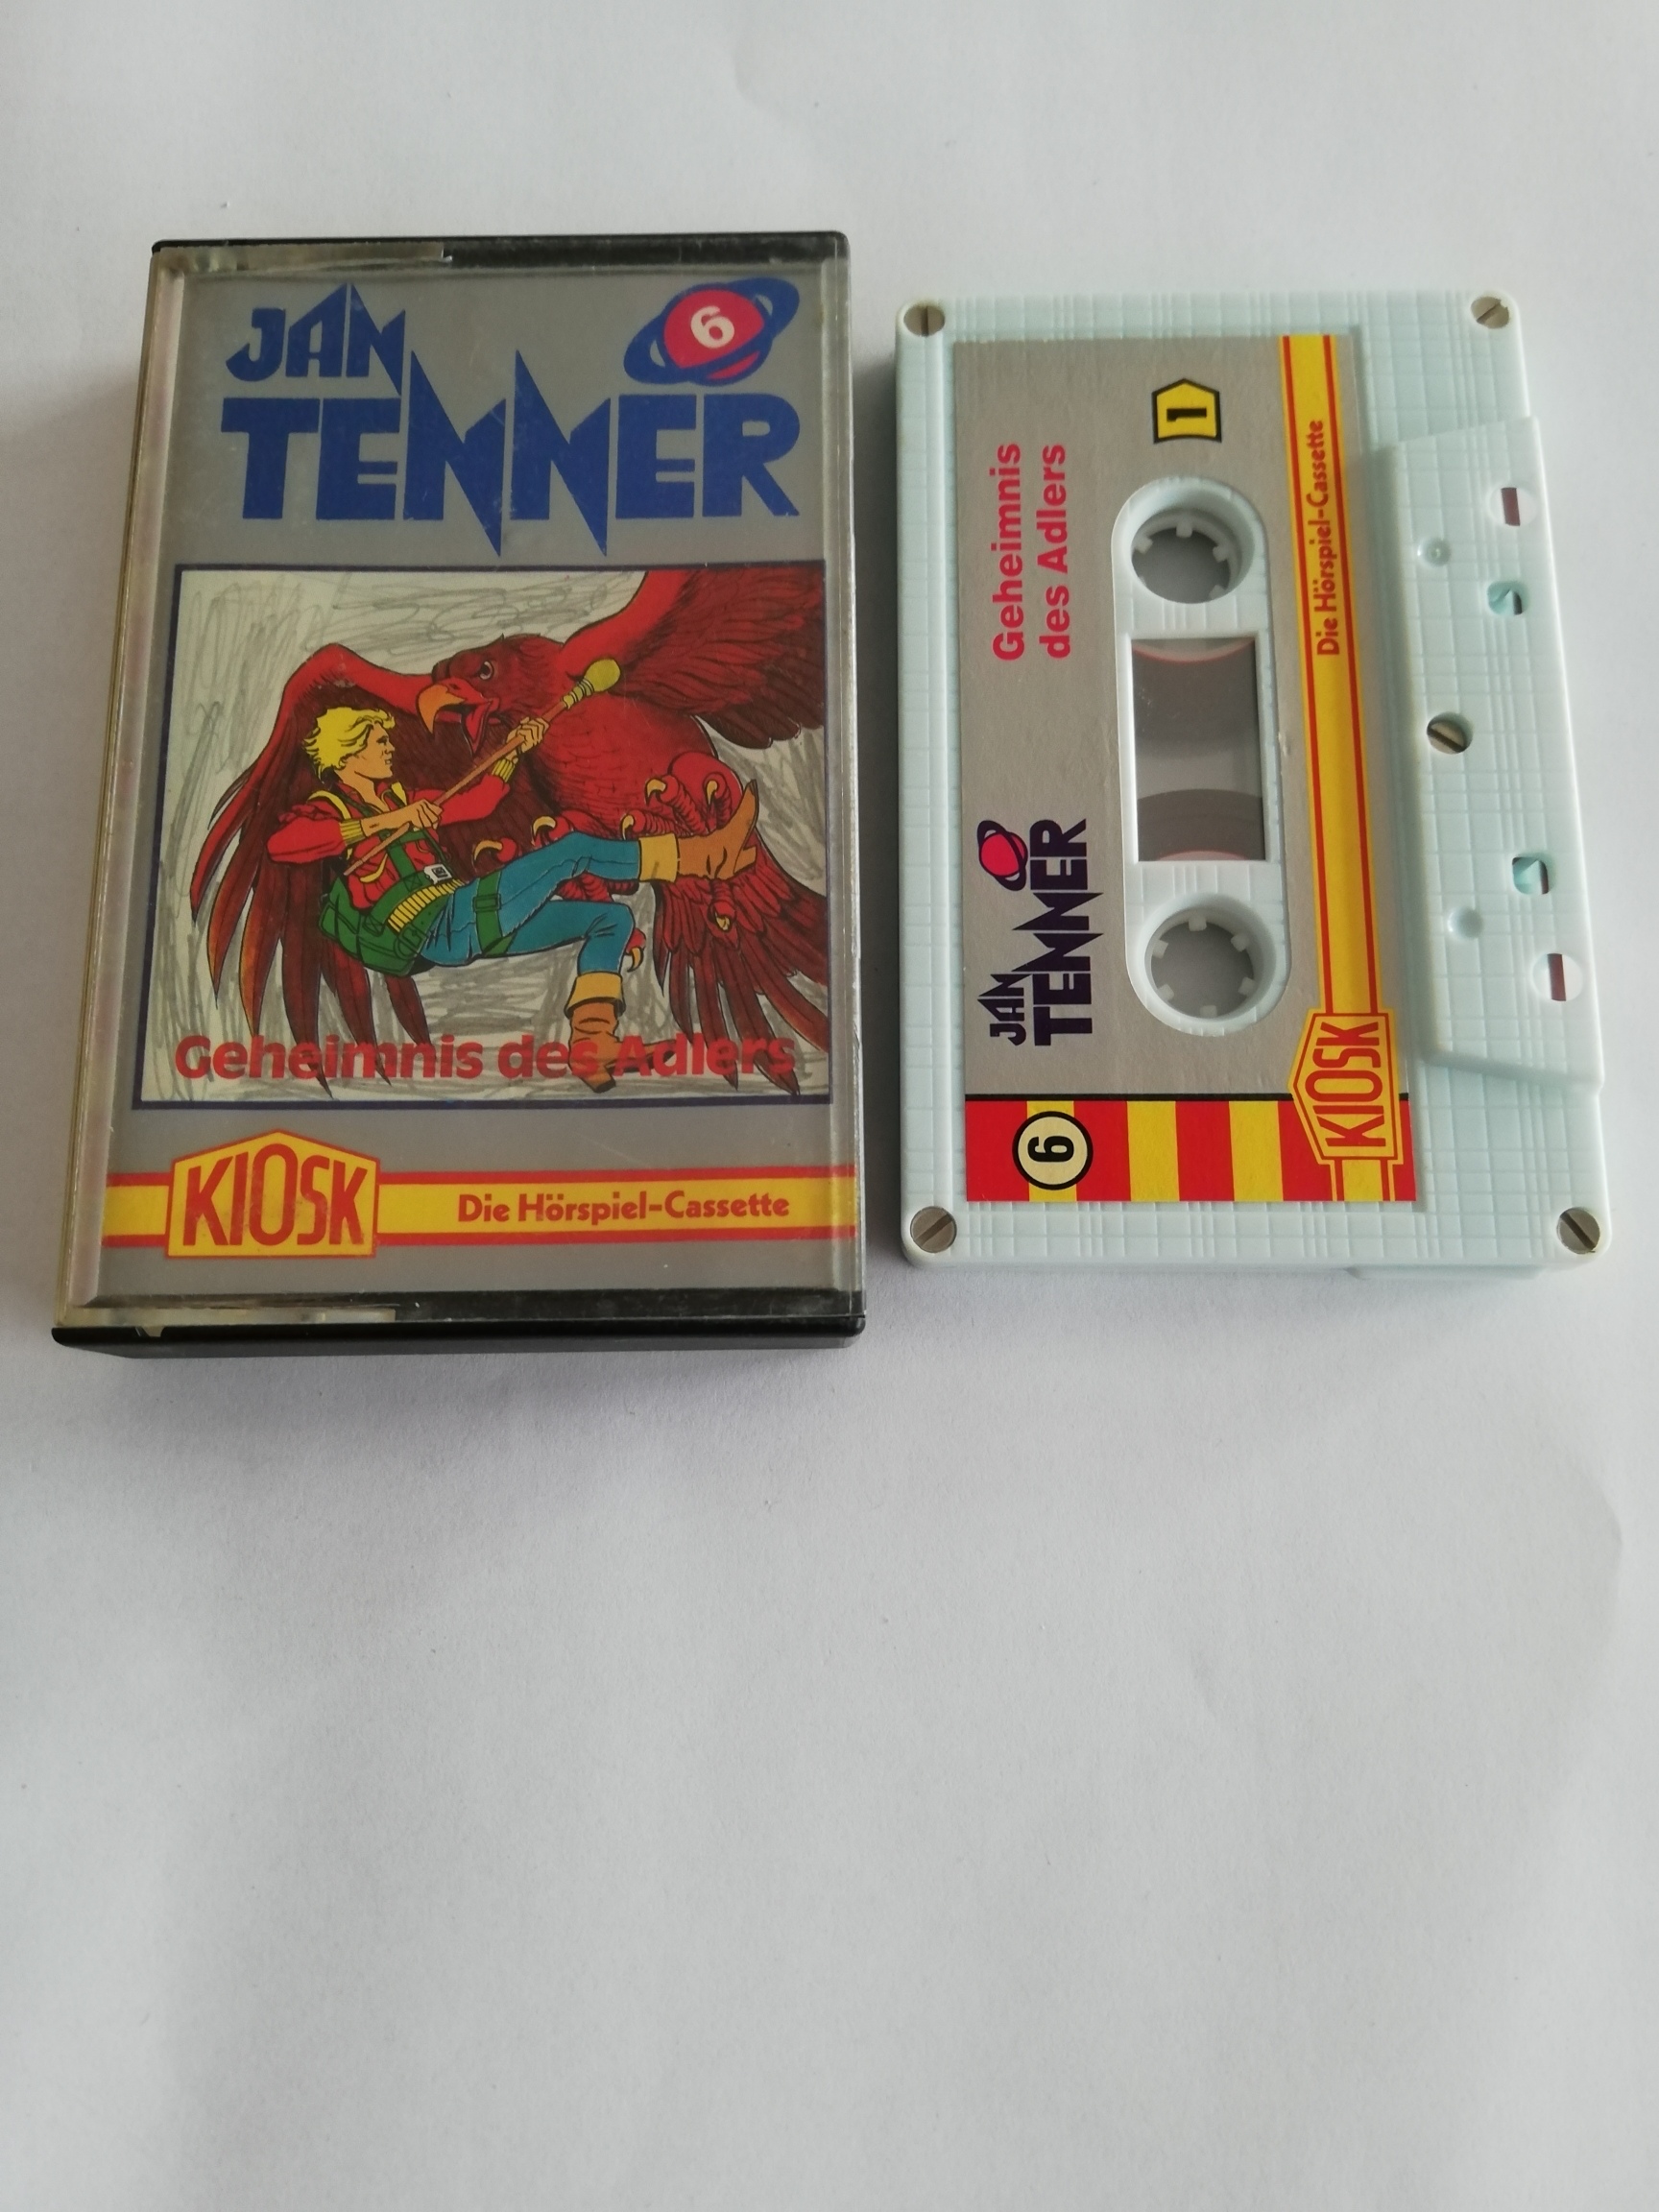 JAN
6
TENNER
Geheimnis des Adlers
KIOSK
Die Hörspiel-Cassette
Geheimnis
des Adlers
1
Die Hörspiel-Cassette
JAN
TENNER
6
KIOSK